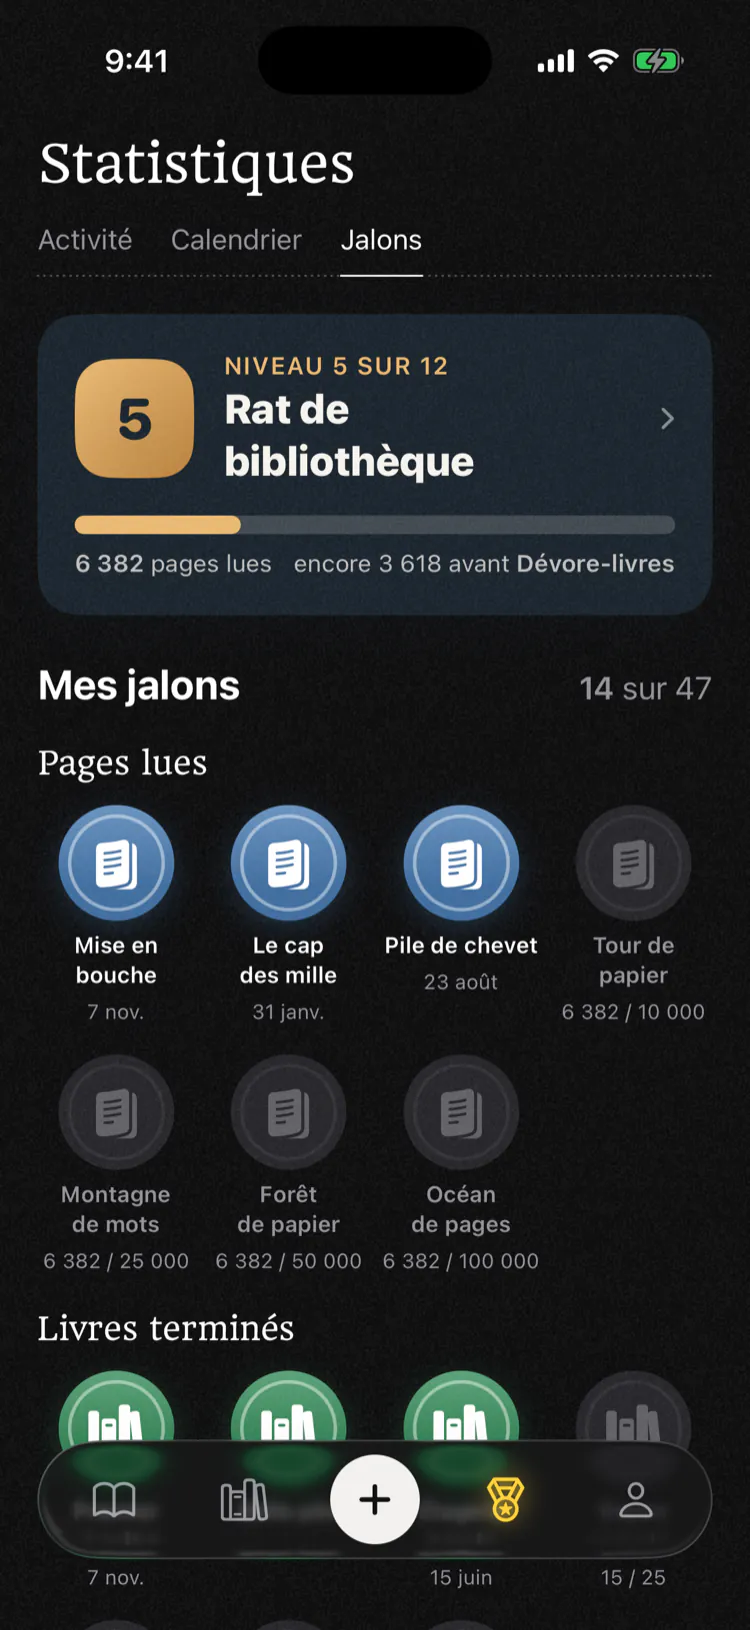 9:41
Statistiques
Activité Calendrier Jalons
5
NIVEAU 5 SUR 12
Rat de
bibliothèque
6 382 pages lues encore 3 618 avant Dévore-livres
Mes jalons 14 sur 47
Pages lues
Mise en
bouche
7 nov.
Le cap
des mille
31 janv.
Pile de chevet
23 août
Tour de
papier
6 382 / 10 000
Montagne
de mots
6 382 / 25 000
Forêt
de papier
6 382 / 50 000
Océan
de pages
6 382 / 100 000
Livres terminés
7 nov.
15 juin
15 / 25